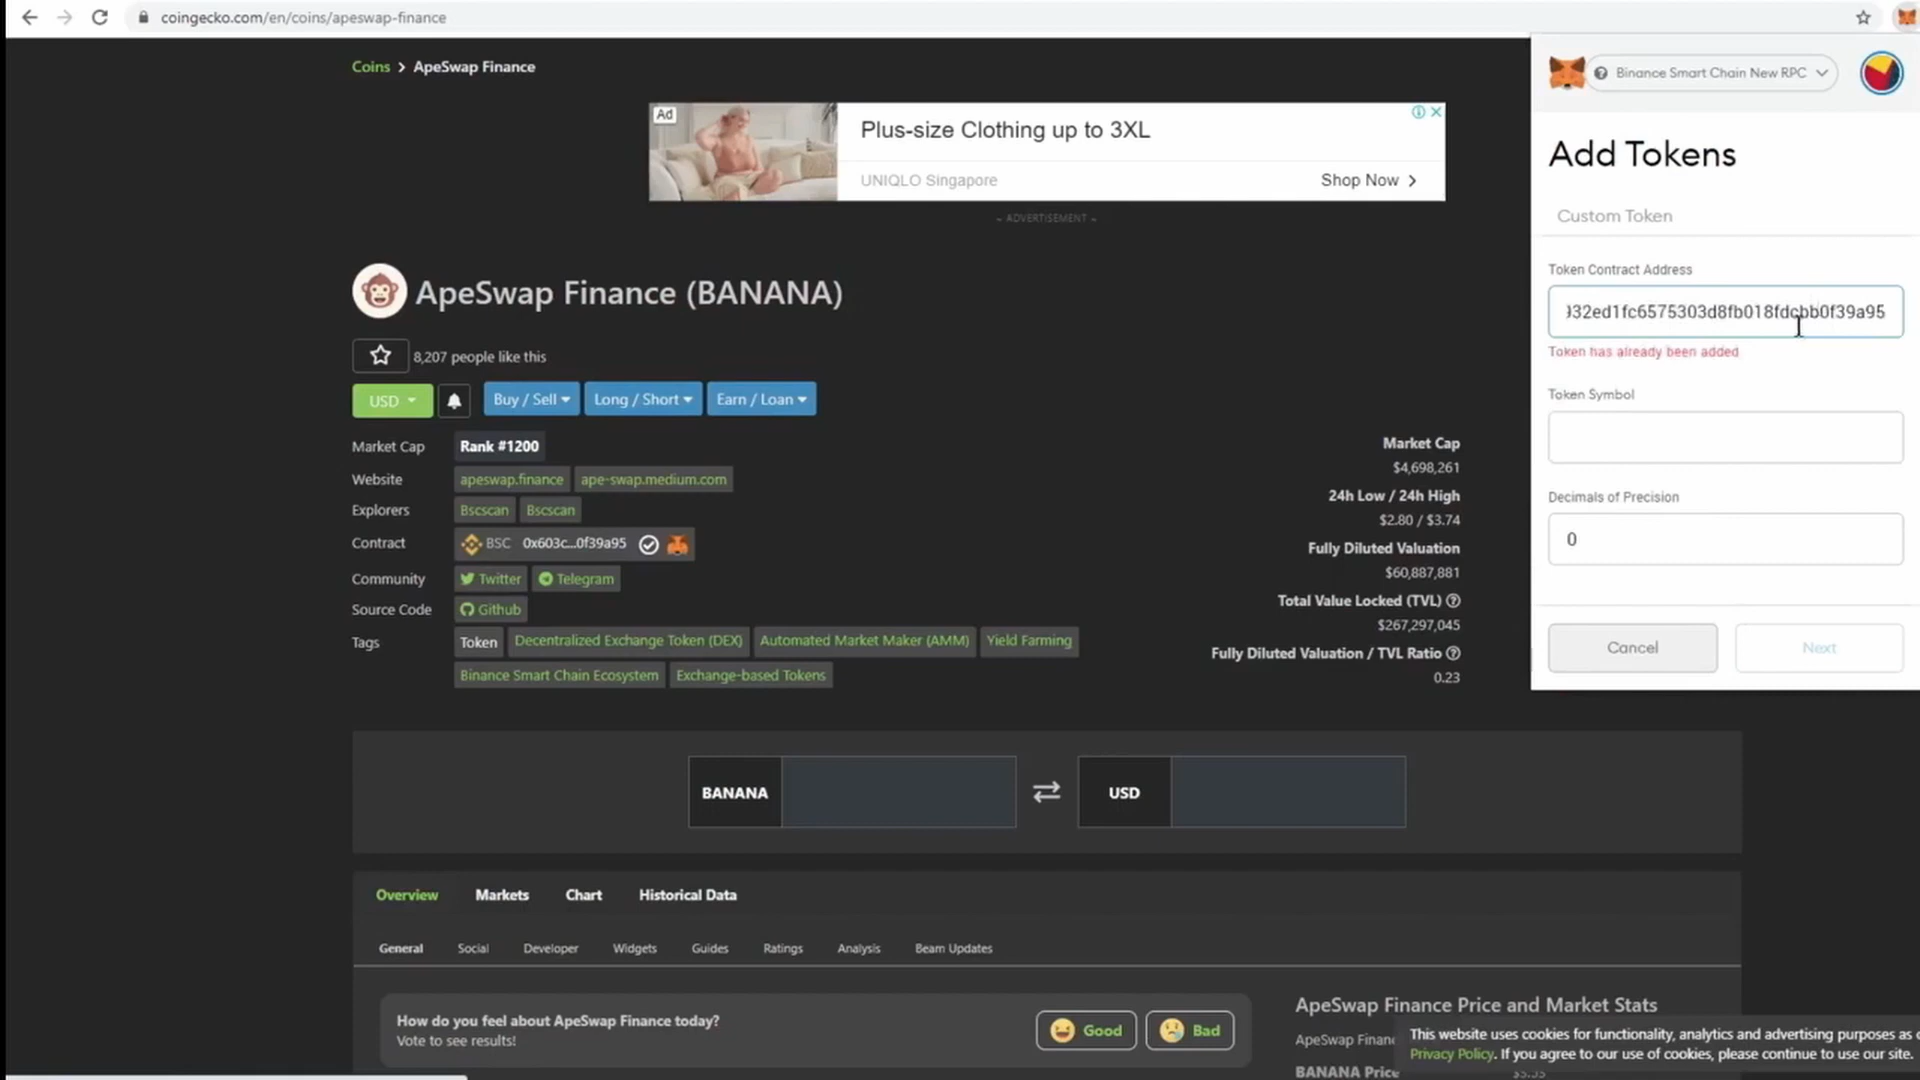 coingecko.com/en/coins/apeswap-finance
Coins > ApeSwap Finance
Ad
Plus-size Clothing up to 3XL
UNIQLO Singapore
Shop Now >
~ ADVERTISEMENT ~
ApeSwap Finance (BANANA)
8,207 people like this
USD
Buy / Sell
Long / Short
Earn / Loan
Market Cap Rank #1200
Website apeswap.finance ape-swap.medium.com
Explorers Bscscan Bscscan
Contract BSC 0x603c...0f39a95
Community Twitter Telegram
Source Code Github
Tags Token Decentralized Exchange Token (DEX) Automated Market Maker (AMM) Yield Farming
Binance Smart Chain Ecosystem Exchange-based Tokens
Market Cap
$4,698,261
24h Low / 24h High
$2.80 / $3.74
Fully Diluted Valuation
$60,887,881
Total Value Locked (TVL)
$267,297,045
Fully Diluted Valuation / TVL Ratio
0.23
BANANA
USD
Overview Markets Chart Historical Data
General Social Developer Widgets Guides Ratings Analysis Beam Updates
How do you feel about ApeSwap Finance today?
Vote to see results!
Good
Bad
ApeSwap Finance Price and Market Stats
ApeSwap Finan
BANANA Price
This website uses cookies for functionality, analytics and advertising purposes as
Privacy Policy. If you agree to our use of cookies, please continue to use our site.
Binance Smart Chain New RPC
Add Tokens
Custom Token
Token Contract Address
32ed1fc6575303d8fb018fdcbb0f39a95
Token has already been added
Token Symbol
Decimals of Precision
0
Cancel
Next